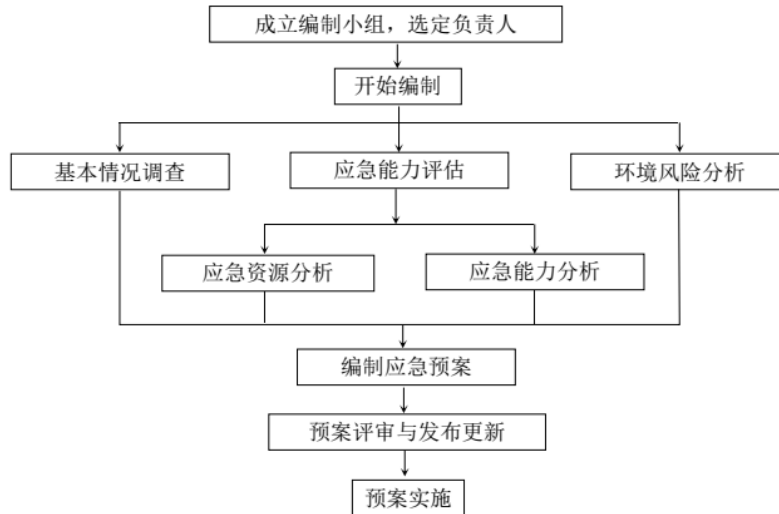 成立编制小组，选定负责人
开始编制
基本情况调查
应急能力评估
环境风险分析
应急资源分析
应急能力分析
编制应急预案
预案评审与发布更新
预案实施